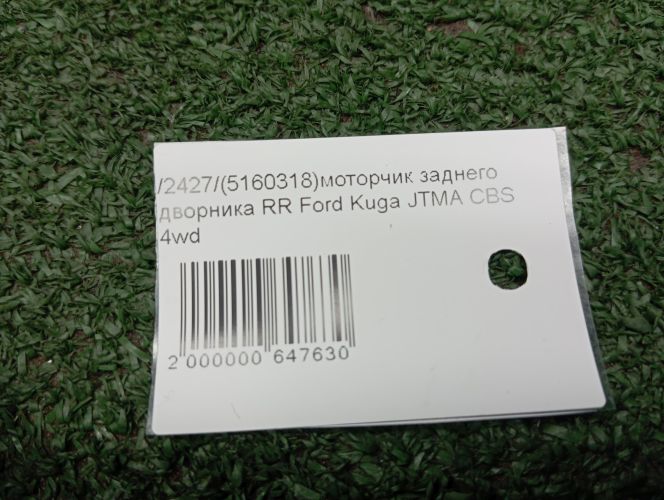 /2427/(5160318)моторчик заднего
дворника RR Ford Kuga JTMA CBS
4wd
2 000000 647630